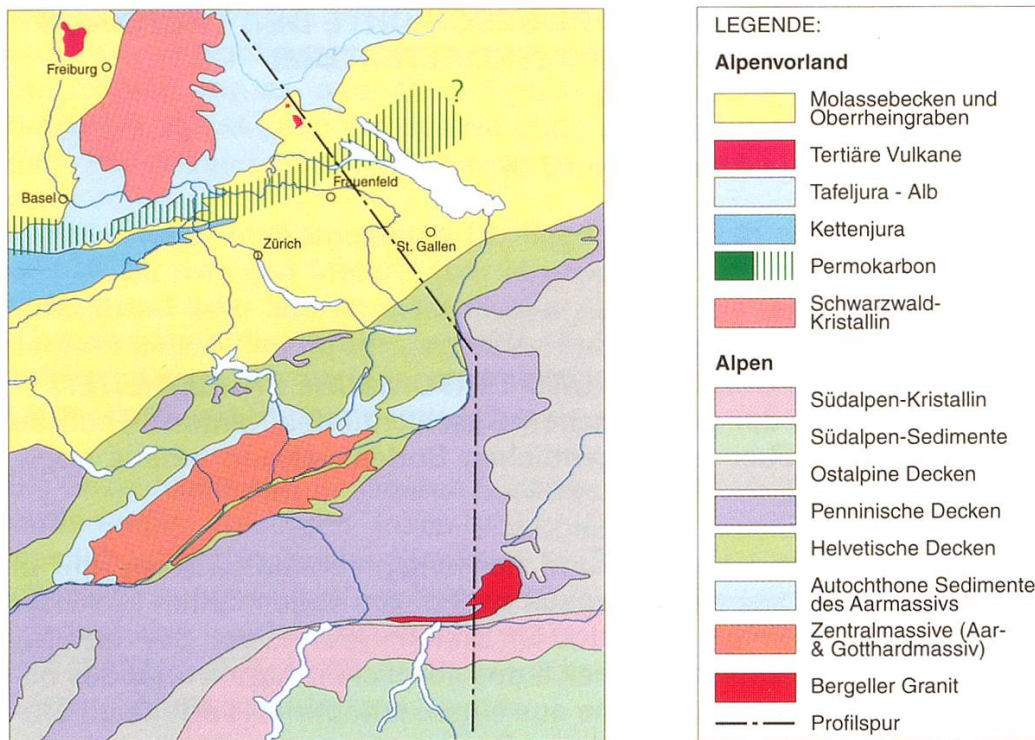 Freiburg
?
Basel
Frauenfeld
Zürich
St. Gallen
LEGENDE:
Alpenvorland
Molassebecken und
Oberrheingraben
Tertiäre Vulkane
Tafeljura - Alb
Kettenjura
Permokarbon
Schwarzwald-
Kristallin
Alpen
Südalpen-Kristallin
Südalpen-Sedimente
Ostalpine Decken
Penninische Decken
Helvetische Decken
Autochthone Sedimente
des Aarmassivs
Zentralmassive (Aar-
& Gotthardmassiv)
Bergeller Granit
Profilspur